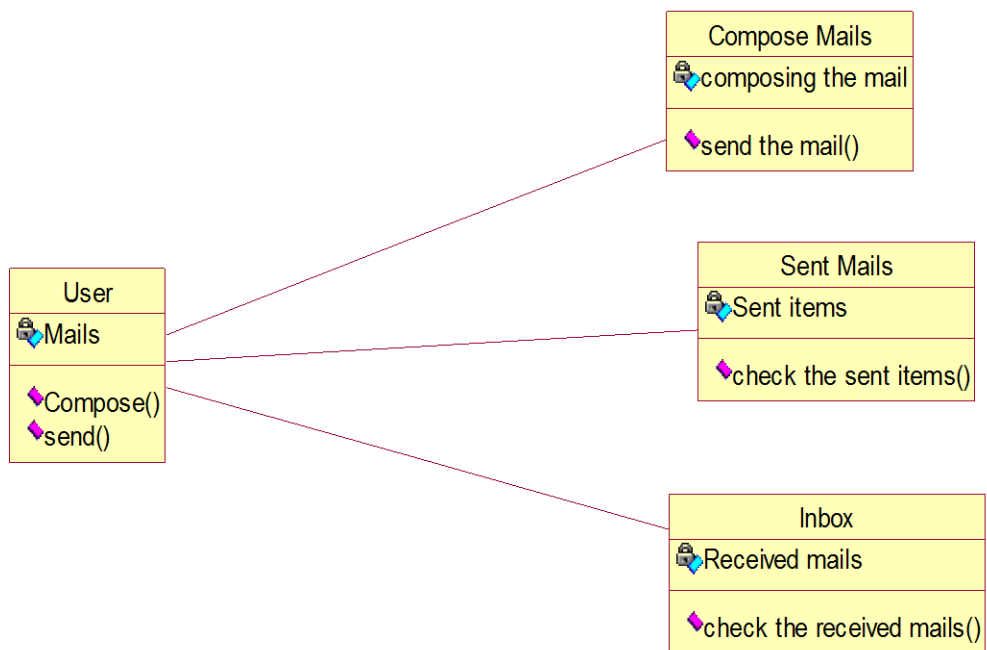 Compose Mails
composing the mail
send the mail()
Sent Mails
Sent items
check the sent items()
User
Mails
Compose()
send()
Inbox
Received mails
check the received mails()